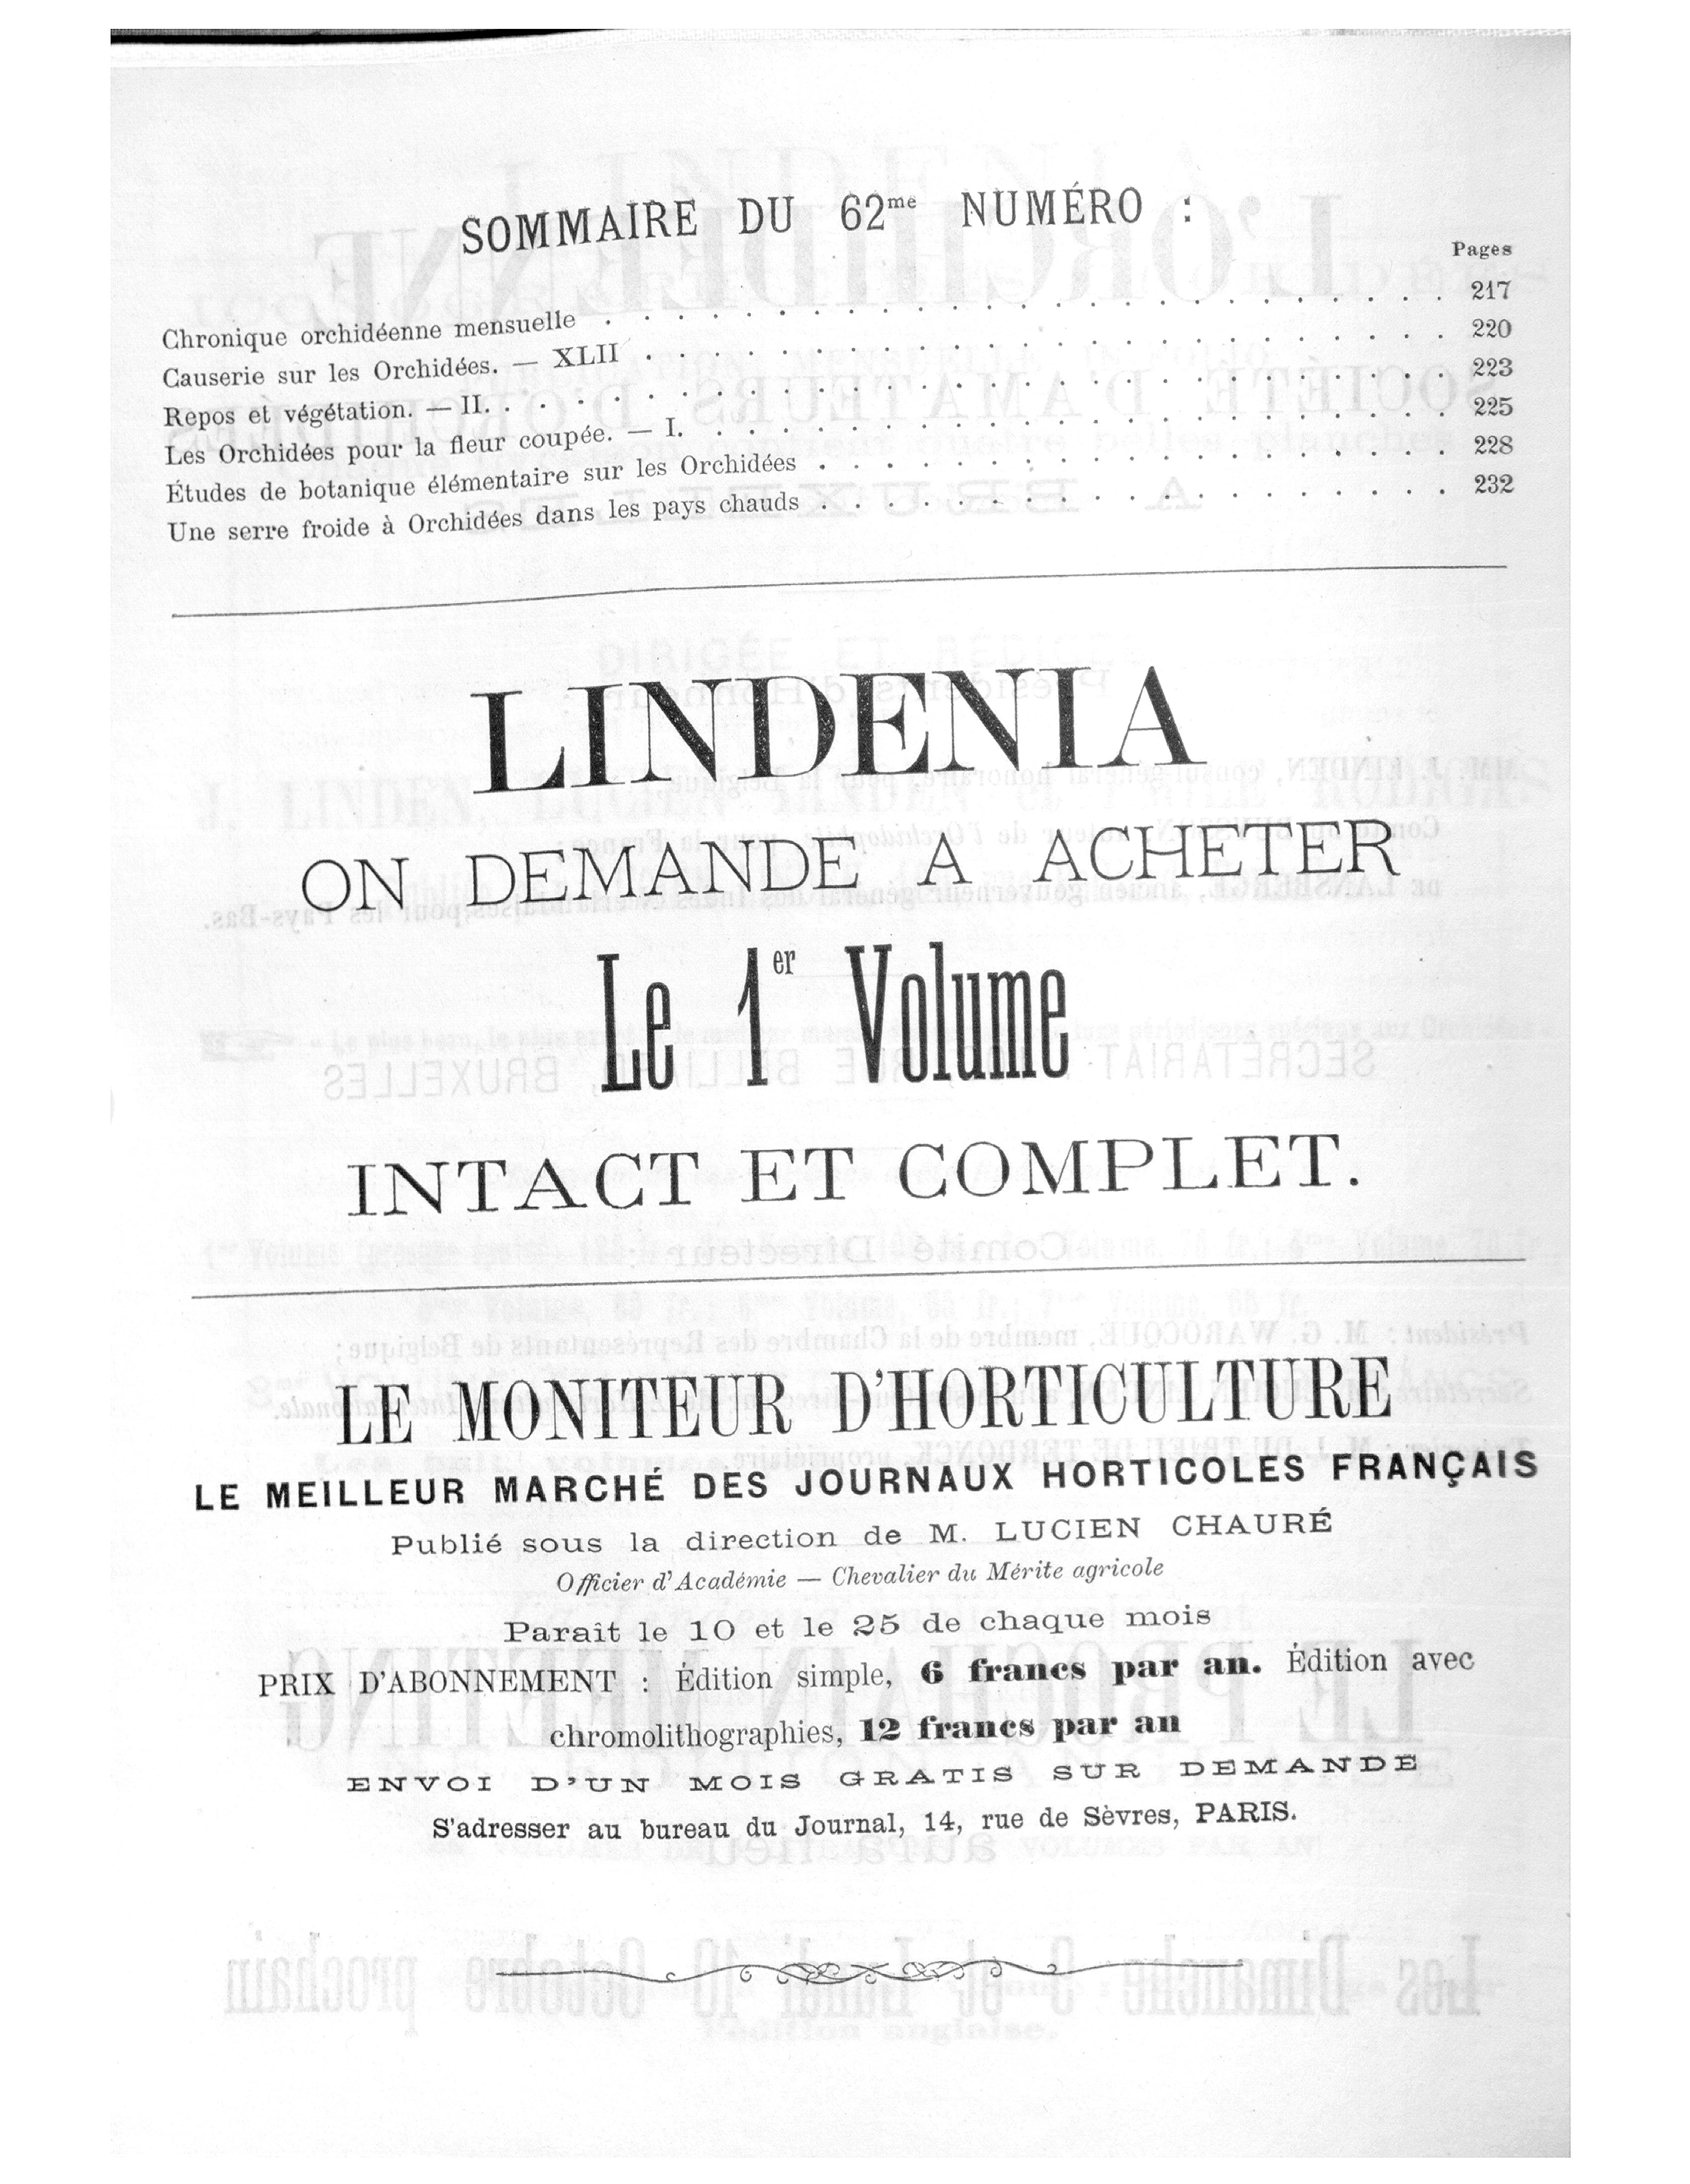 SOMMAIRE DU 62me NUMÉRO :
Pages
Chronique orchidéenne mensuelle . . . . . . . . . . . . . . . . . . . . . . . . 217
Causerie sur les Orchidées. — XLII . . . . . . . . . . . . . . . . . . . . . . . 220
Repos et végétation. — II. . . . . . . . . . . . . . . . . . . . . . . . . . . . 223
Les Orchidées pour la fleur coupée. — I. . . . . . . . . . . . . . . . . . . . . 225
Études de botanique élémentaire sur les Orchidées . . . . . . . . . . . . . . . . . . 228
Une serre froide à Orchidées dans les pays chauds . . . . . . . . . . . . . . . . . . 232
LINDENIA
ON DEMANDE A ACHETER
Le 1er Volume
INTACT ET COMPLET.
LE MONITEUR D'HORTICULTURE
LE MEILLEUR MARCHÉ DES JOURNAUX HORTICOLES FRANÇAIS
Publié sous la direction de M. LUCIEN CHAURÉ
Officier d'Académie — Chevalier du Mérite agricole
Parait le 10 et le 25 de chaque mois
PRIX D'ABONNEMENT : Édition simple, 6 francs par an. Édition avec
chromolithographies, 12 francs par an
ENVOI D'UN MOIS GRATIS SUR DEMANDE
S'adresser au bureau du Journal, 14, rue de Sèvres, PARIS.